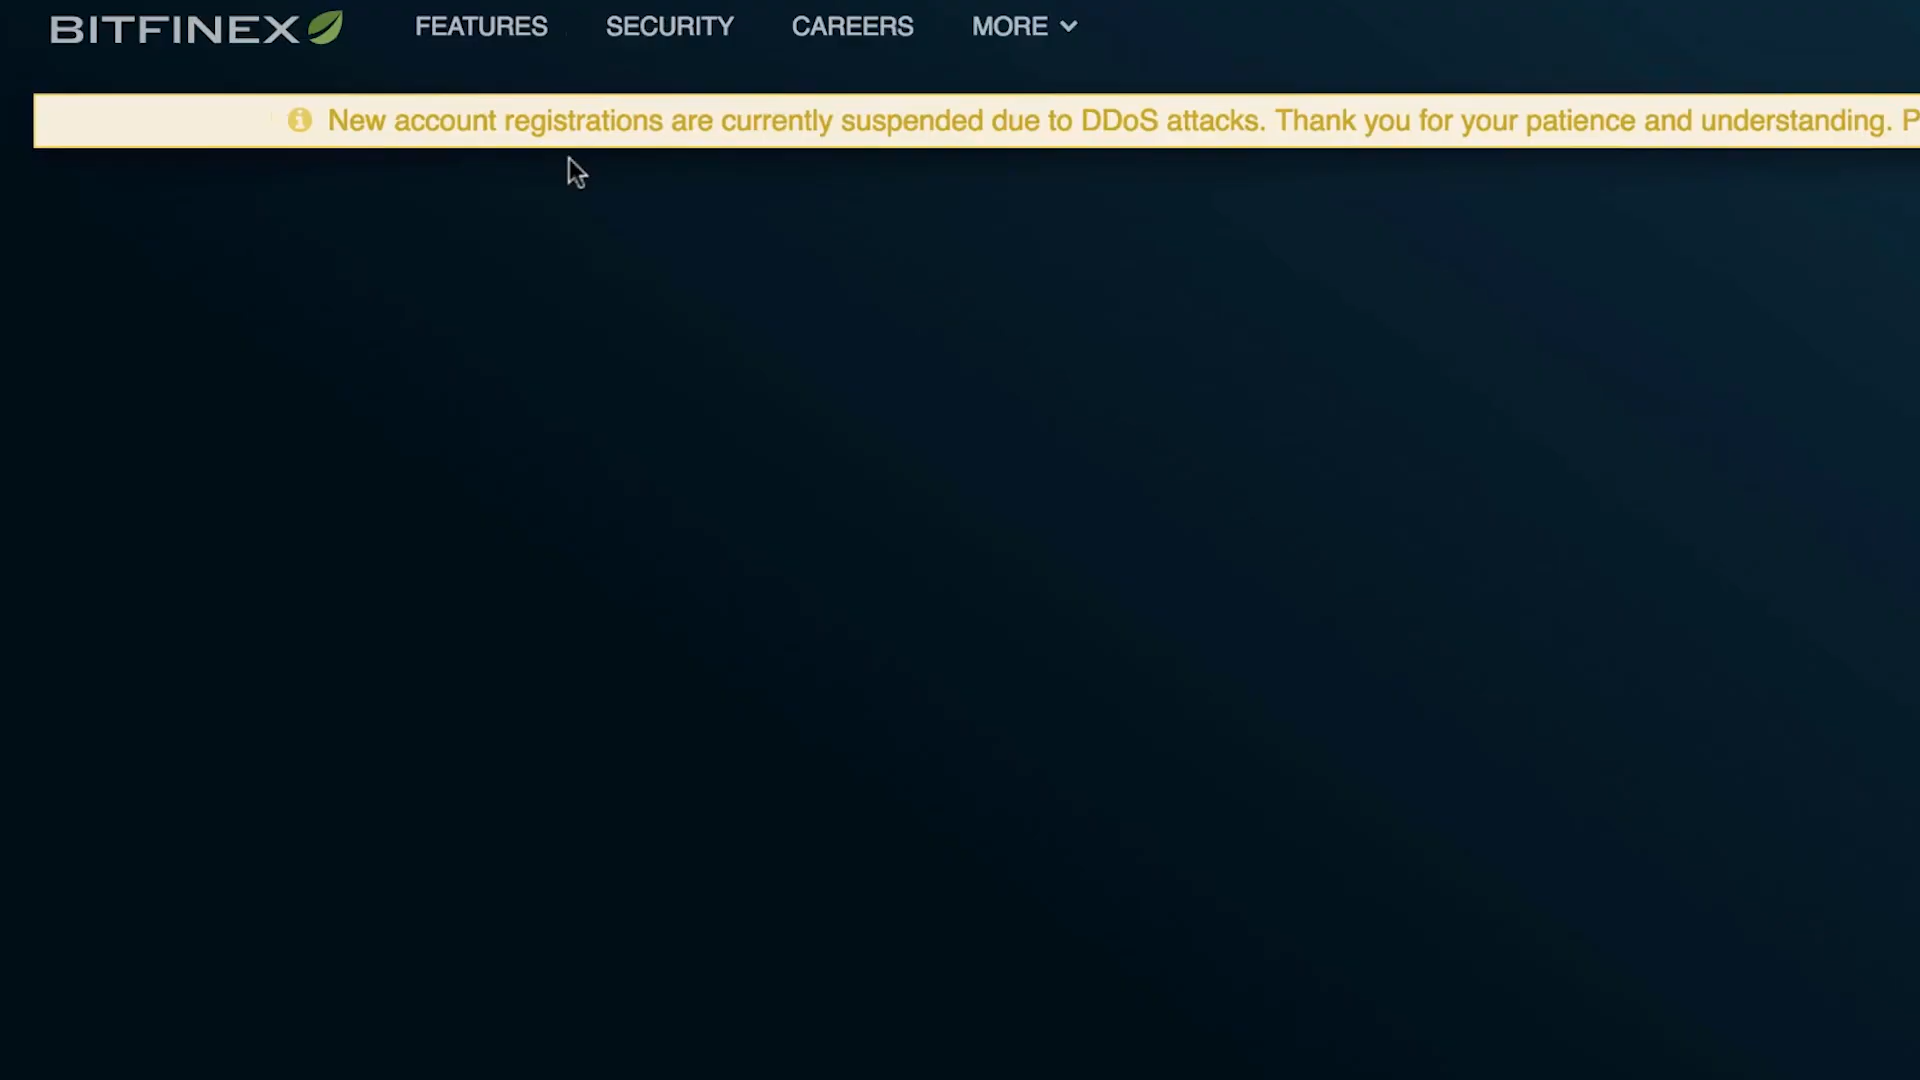 BITFINEX FEATURES SECURITY CAREERS MORE
New account registrations are currently suspended due to DDoS attacks. Thank you for your patience and understanding. P